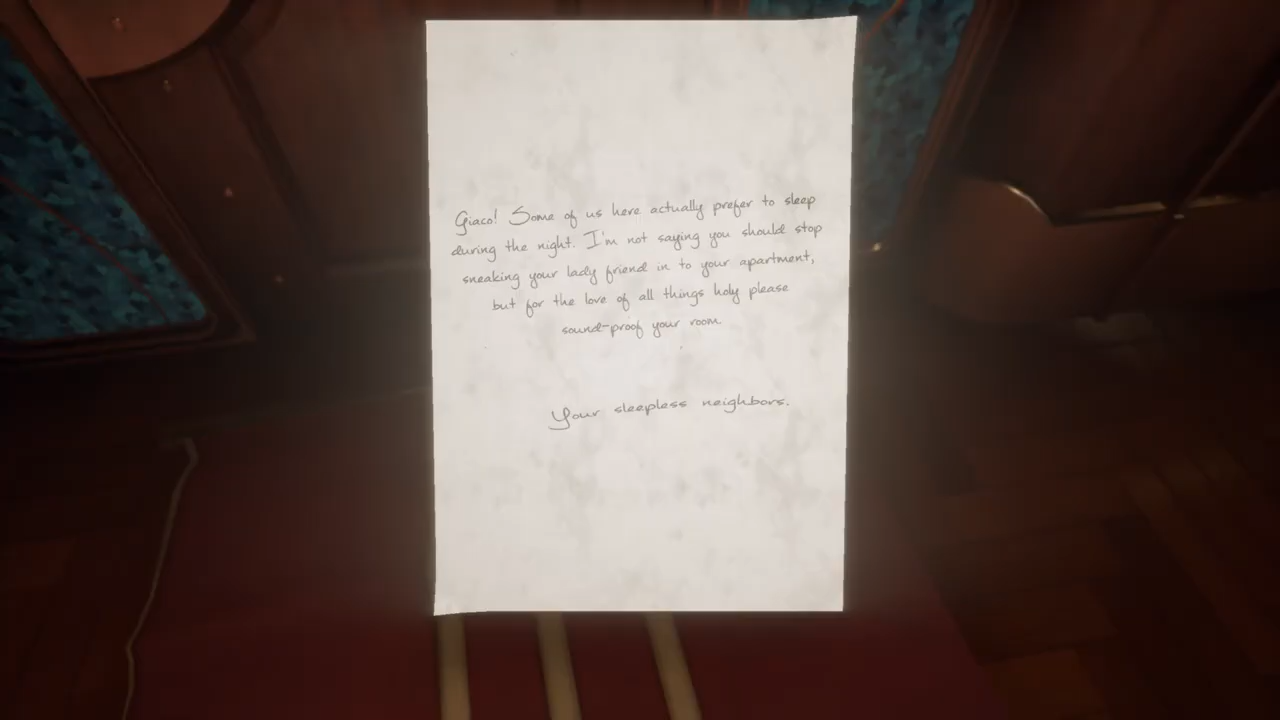 Giaco! Some of us here actually prefer to sleep
during the night. I'm not saying you should stop
sneaking your lady friend in to your apartment,
but for the love of all things holy please
sound-proof your room.
Your sleepless neighbors.